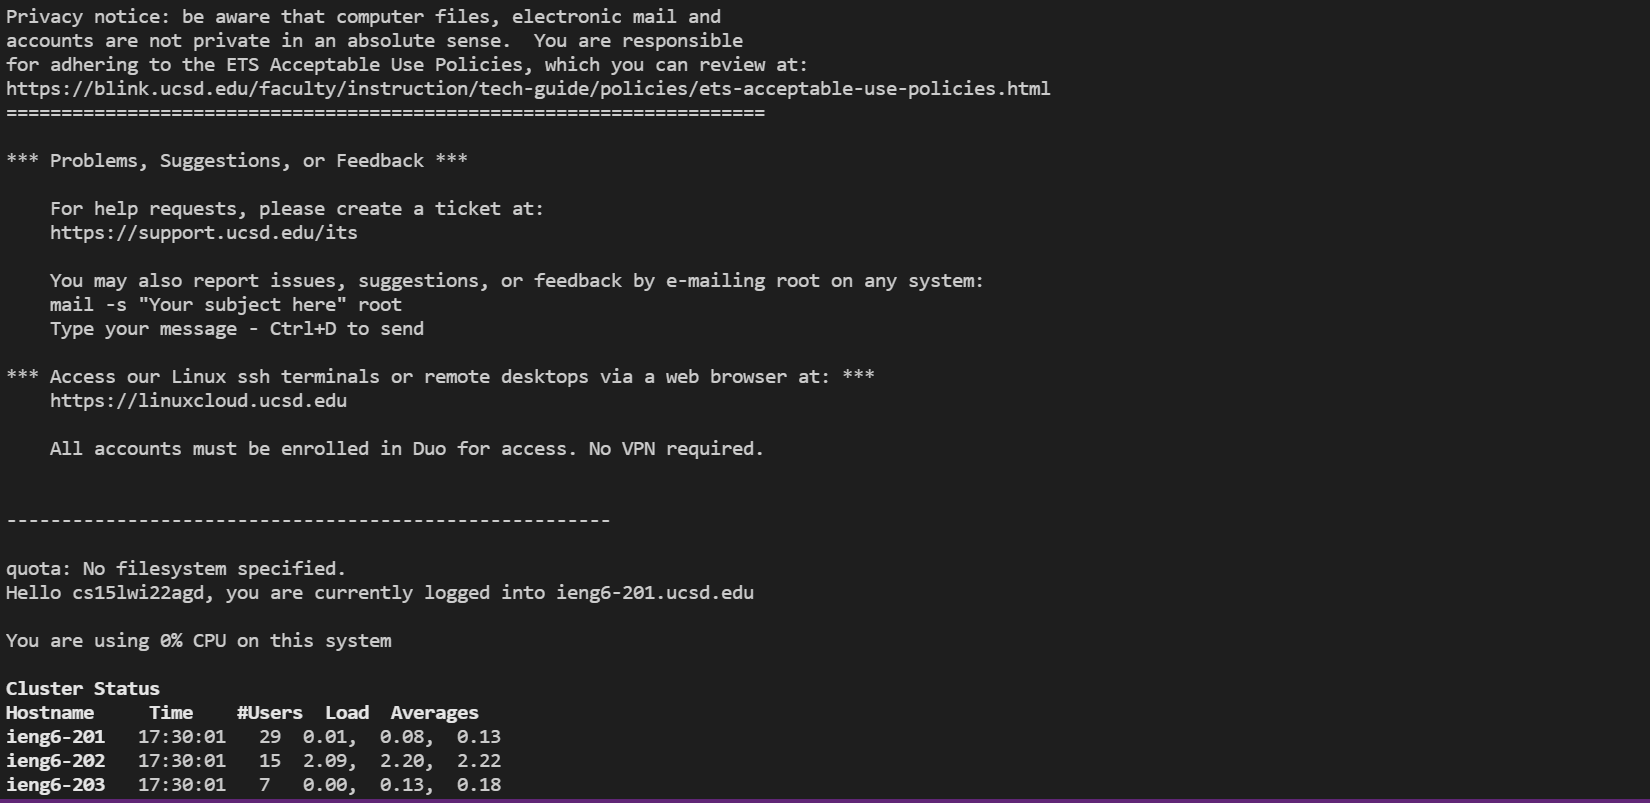 Privacy notice: be aware that computer files, electronic mail and
accounts are not private in an absolute sense.  You are responsible
for adhering to the ETS Acceptable Use Policies, which you can review at:
https://blink.ucsd.edu/faculty/instruction/tech-guide/policies/ets-acceptable-use-policies.html
=====================================================================
*** Problems, Suggestions, or Feedback ***
    For help requests, please create a ticket at:
    https://support.ucsd.edu/its
    You may also report issues, suggestions, or feedback by e-mailing root on any system:
    mail -s "Your subject here" root
    Type your message - Ctrl+D to send
*** Access our Linux ssh terminals or remote desktops via a web browser at: ***
    https://linuxcloud.ucsd.edu
    All accounts must be enrolled in Duo for access. No VPN required.
-------------------------------------------------------
quota: No filesystem specified.
Hello cs15lwi22agd, you are currently logged into ieng6-201.ucsd.edu
You are using 0% CPU on this system
Cluster Status
Hostname     Time    #Users  Load  Averages
ieng6-201   17:30:01   29  0.01,  0.08,  0.13
ieng6-202   17:30:01   15  2.09,  2.20,  2.22
ieng6-203   17:30:01   7   0.00,  0.13,  0.18